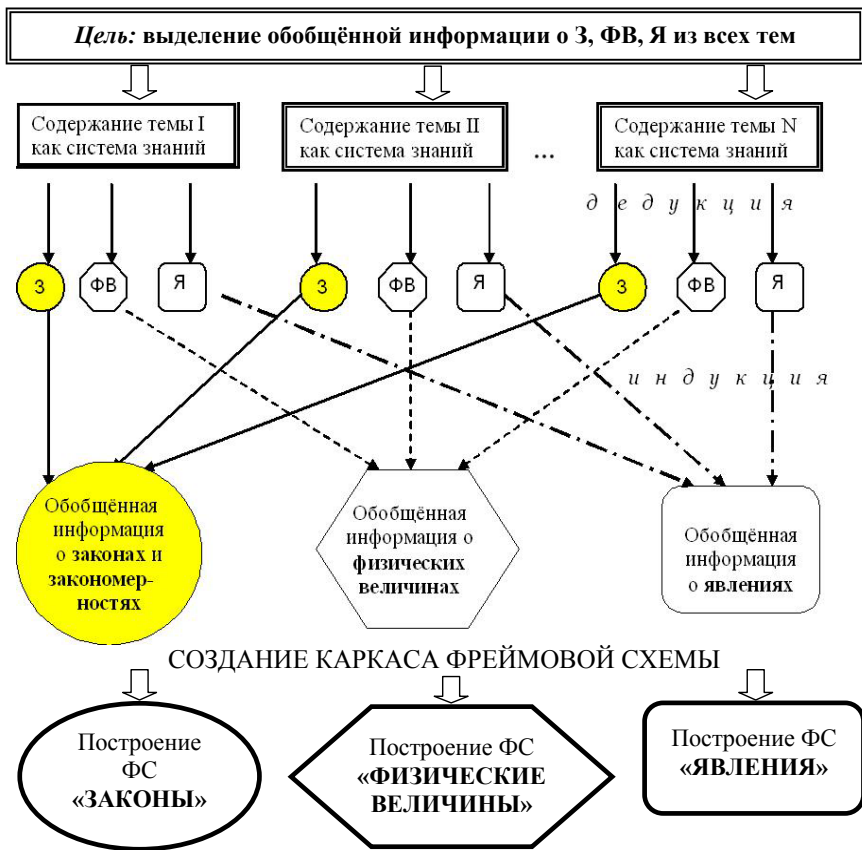 Цель: выделение обобщённой информации о З, ФВ, Я из всех тем
Содержание темы I
как система знаний
Содержание темы II
как система знаний
...
Содержание темы N
как система знаний
д е д у к ц и я
З
ФВ
Я
З
ФВ
Я
З
ФВ
Я
и н д у к ц и я
Обобщённая
информация
о законах и
закономер-
ностях
Обобщённая
информация о
физических
величинах
Обобщённая
информация
о явлениях
СОЗДАНИЕ КАРКАСА ФРЕЙМОВОЙ СХЕМЫ
Построение
ФС
«ЗАКОНЫ»
Построение ФС
«ФИЗИЧЕСКИЕ
ВЕЛИЧИНЫ»
Построение ФС
«ЯВЛЕНИЯ»